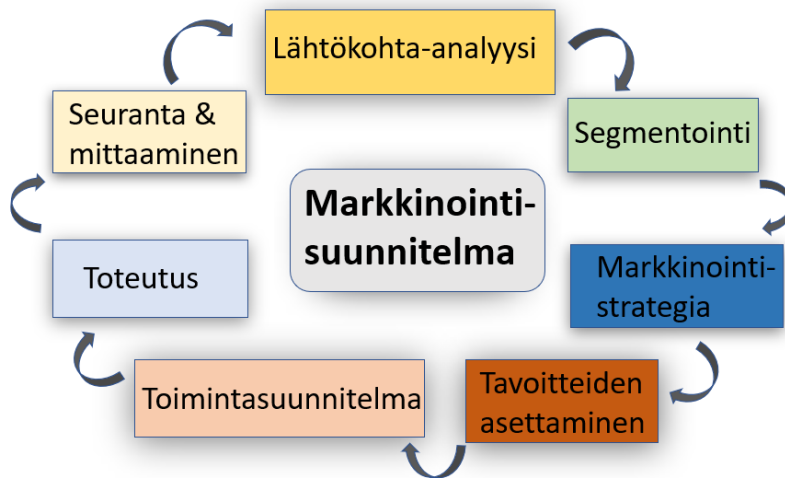 Lähtökohta-analyysi
Segmentointi
Markkinointi-
strategia
Tavoitteiden
asettaminen
Toimintasuunnitelma
Toteutus
Seuranta &
mittaaminen
Markkinointi-
suunnitelma